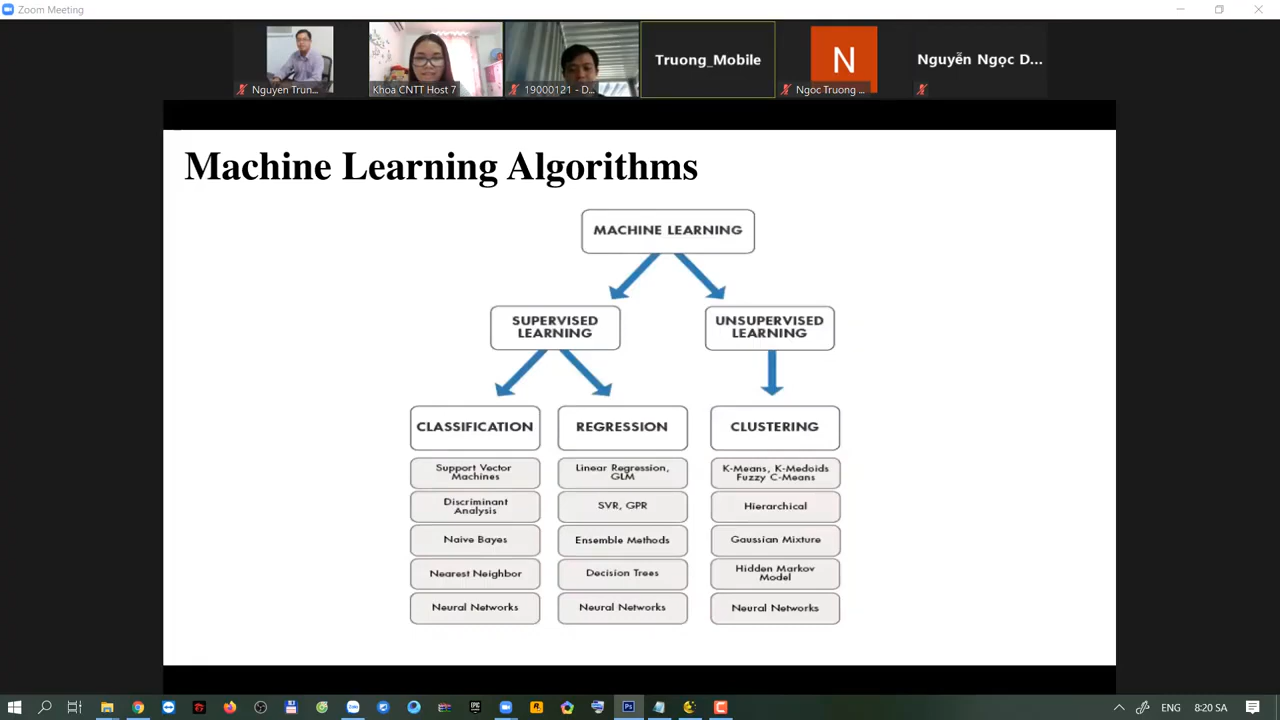 Zoom Meeting
Nguyen Trun...
Khoa CNTT Host 7
19000121 - D...
Truong_Mobile
N
Ngoc Truong ...
Nguyễn Ngọc D...
Machine Learning Algorithms
MACHINE LEARNING
SUPERVISED
LEARNING
UNSUPERVISED
LEARNING
CLASSIFICATION
REGRESSION
CLUSTERING
Support Vector
Machines
Linear Regression,
GLM
K-Means, K-Medoids
Fuzzy C-Means
Discriminant
Analysis
SVR, GPR
Hierarchical
Naive Bayes
Ensemble Methods
Gaussian Mixture
Nearest Neighbor
Decision Trees
Hidden Markov
Model
Neural Networks
Neural Networks
Neural Networks
ENG
8:20 SA